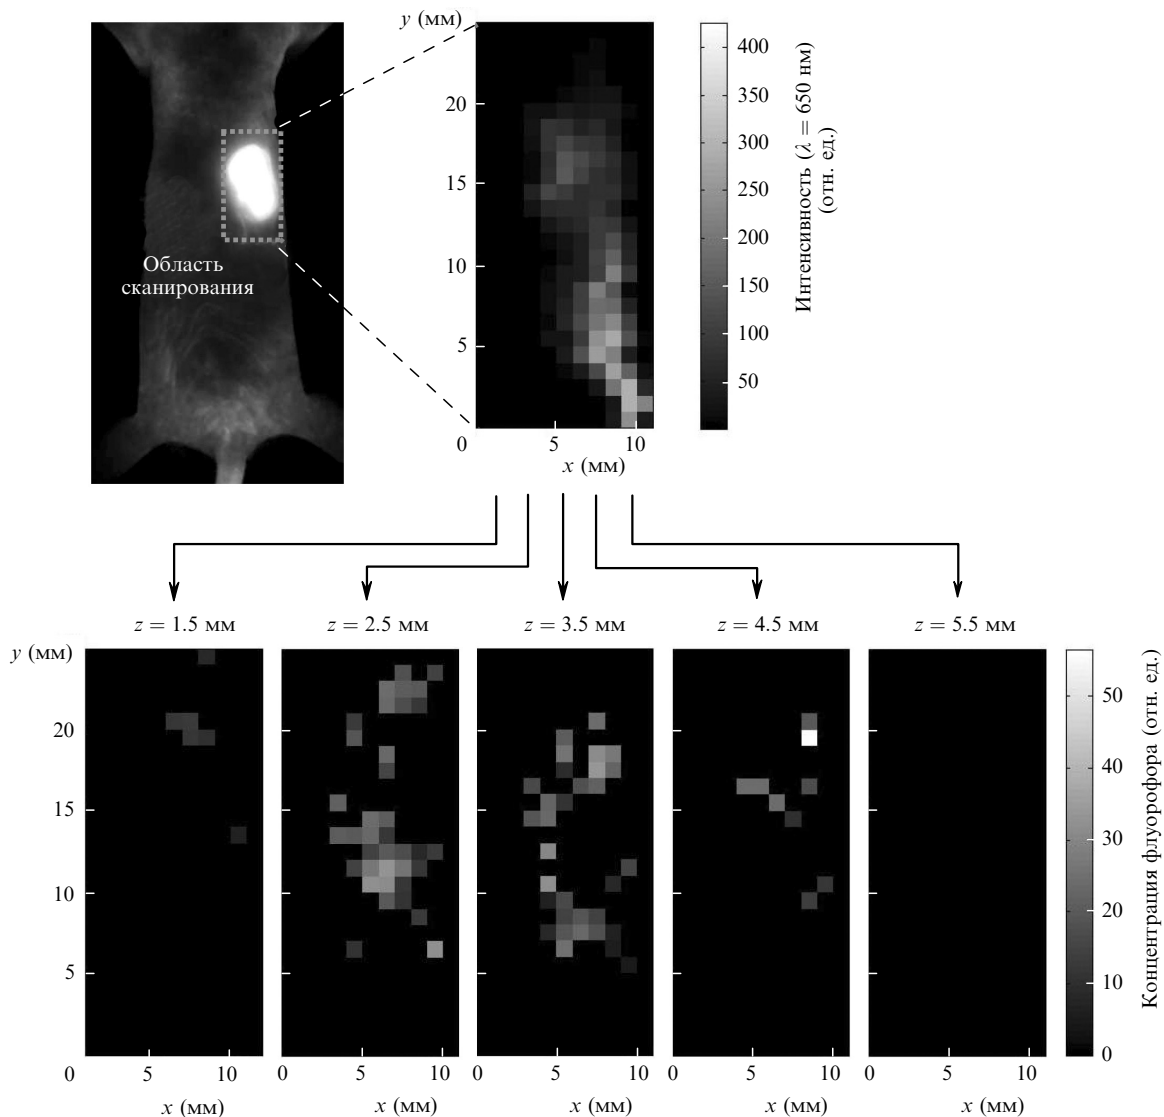 y (мм)
20
15
10
5
0
5
10
x (мм)
400
350
300
250
200
150
100
50
Интенсивность (λ = 650 нм)
(отн. ед.)
Область
сканирования
z = 1.5 мм
z = 2.5 мм
z = 3.5 мм
z = 4.5 мм
z = 5.5 мм
y (мм)
20
15
10
5
0
5
10
0
5
10
0
5
10
0
5
10
0
5
10
x (мм)
x (мм)
x (мм)
x (мм)
x (мм)
50
40
30
20
10
0
Концентрация флуорофора (отн. ед.)